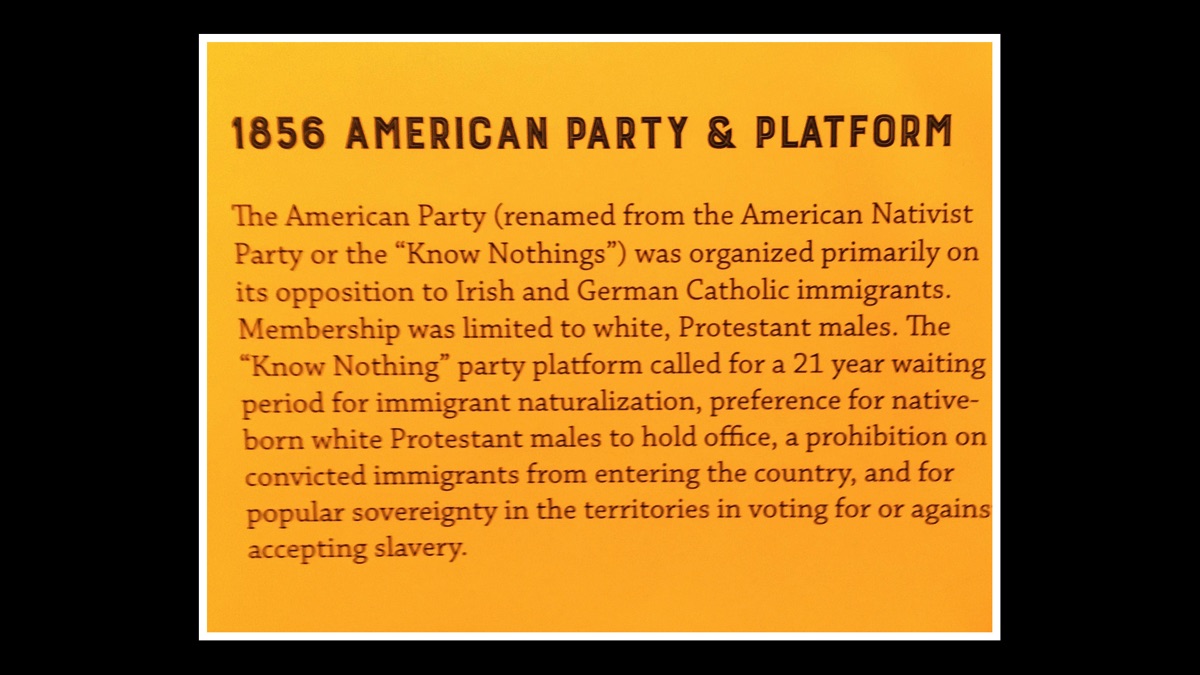 1856 AMERICAN PARTY & PLATFORM
The American Party (renamed from the American Nativist
Party or the “Know Nothings”) was organized primarily on
its opposition to Irish and German Catholic immigrants.
Membership was limited to white, Protestant males. The
“Know Nothing” party platform called for a 21 year waiting
period for immigrant naturalization, preference for native-
born white Protestant males to hold office, a prohibition on
convicted immigrants from entering the country, and for
popular sovereignty in the territories in voting for or agains
accepting slavery.